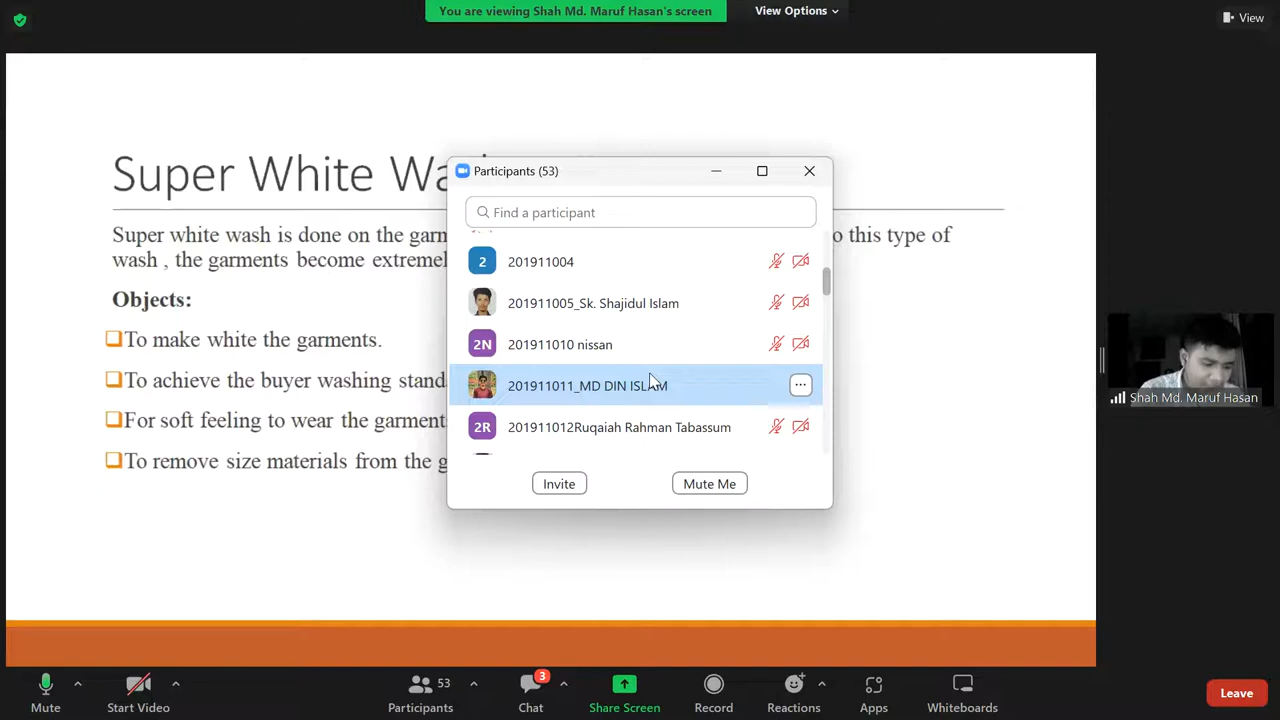 You are viewing Shah Md. Maruf Hasan's screen
View Options
View
Super White Wa
Super white wash is done on the garm
o this type of
wash , the garments become extremel
Objects:
To make white the garments.
To achieve the buyer washing stand
For soft feeling to wear the garment
To remove size materials from the g
Participants (53)
Find a participant
2
201911004
201911005_Sk. Shajidul Islam
2N
201911010 nissan
201911011_MD DIN ISLAM
2R
201911012Ruqaiah Rahman Tabassum
Invite
Mute Me
Shah Md. Maruf Hasan
Mute
Start Video
53
Participants
3
Chat
Share Screen
Record
Reactions
Apps
Whiteboards
Leave